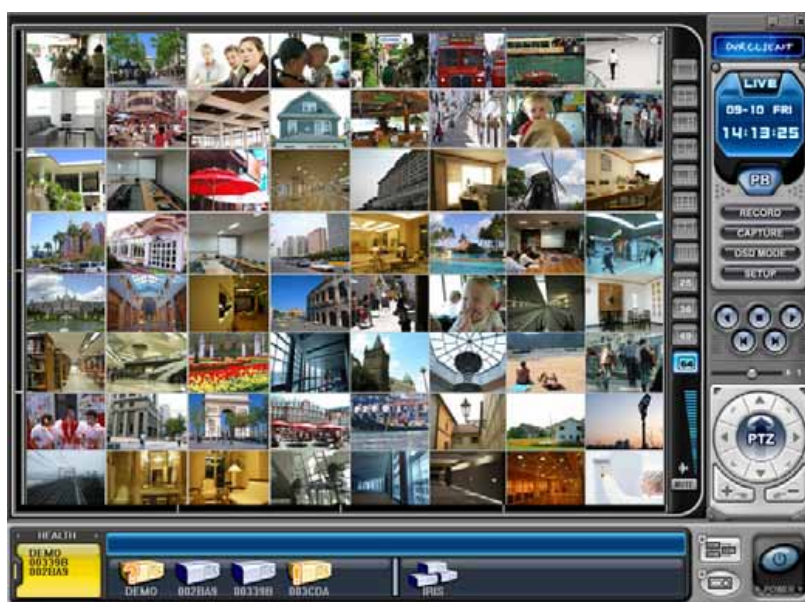 DVRCLIENT
LIVE
09-10 FRI
14:13:25
PB
RECORD
CAPTURE
OSD MODE
SETUP
25
36
49
64
PTZ
MUTE
HEALTH
DEMO
00339B
002BA9
DEMO
002BA9
00339B
003CDA
IRIS
POWER